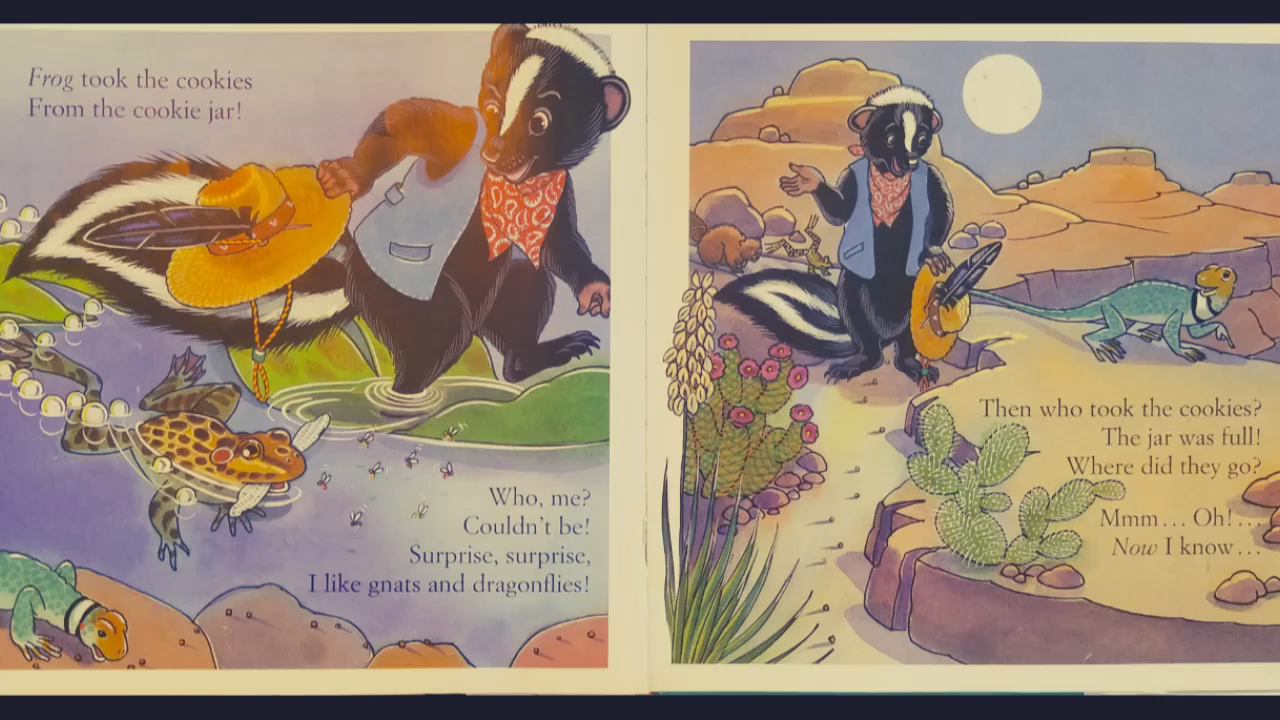 Frog took the cookies
From the cookie jar!
Who, me?
Couldn't be!
Surprise, surprise,
I like gnats and dragonflies!
Then who took the cookies?
The jar was full!
Where did they go?
Mmm... Oh!...
Now I know...